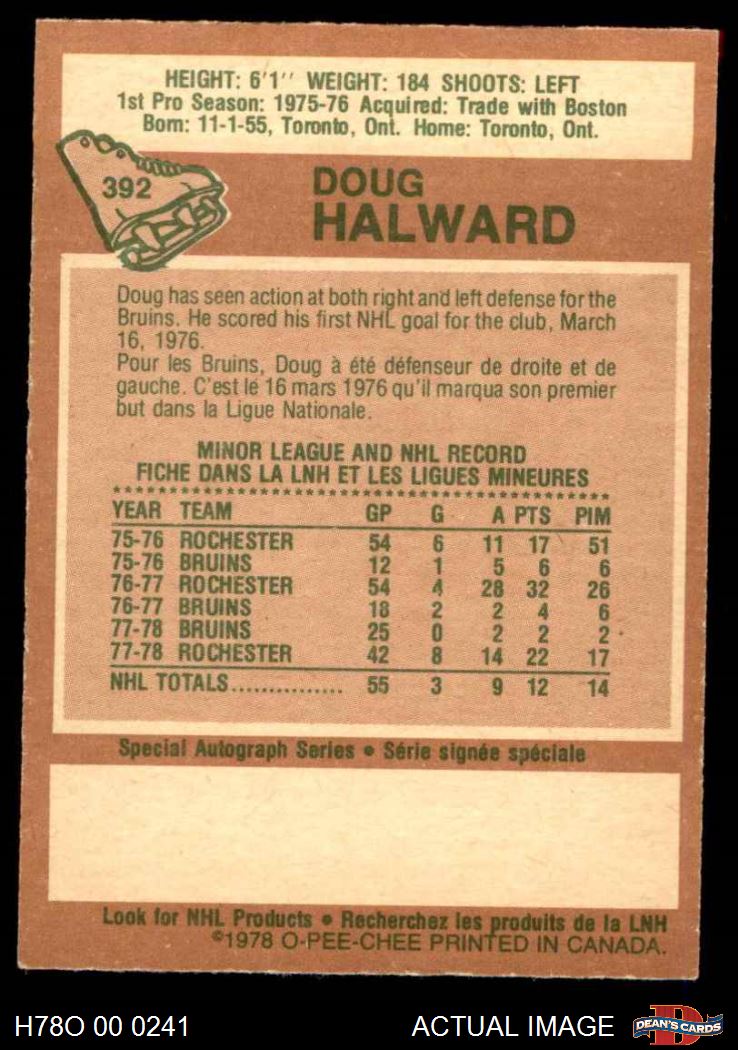 HEIGHT: 6'1'' WEIGHT: 184 SHOOTS: LEFT
1st Pro Season: 1975-76 Acquired: Trade with Boston
Born: 11-1-55, Toronto, Ont. Home: Toronto, Ont.
392
DOUG
HALWARD
Doug has seen action at both right and left defense for the
Bruins. He scored his first NHL goal for the club, March
16, 1976.
Pour les Bruins, Doug à été défenseur de droite et de
gauche. C'est le 16 mars 1976 qu'il marqua son premier
but dans la Ligue Nationale.
MINOR LEAGUE AND NHL RECORD
FICHE DANS LA LNH ET LES LIGUES MINEURES
YEAR TEAM GP G A PTS PIM
75-76 ROCHESTER 54 6 11 17 51
75-76 BRUINS 12 1 5 6 6
76-77 ROCHESTER 54 4 28 32 26
76-77 BRUINS 18 2 2 4 6
77-78 BRUINS 25 0 2 2 2
77-78 ROCHESTER 42 8 14 22 17
NHL TOTALS............... 55 3 9 12 14
Special Autograph Series • Série signée spéciale
Look for NHL Products • Recherchez les produits de la LNH
©1978 O-PEE-CHEE PRINTED IN CANADA.
H78O 00 0241 ACTUAL IMAGE
D
DEAN'S CARDS